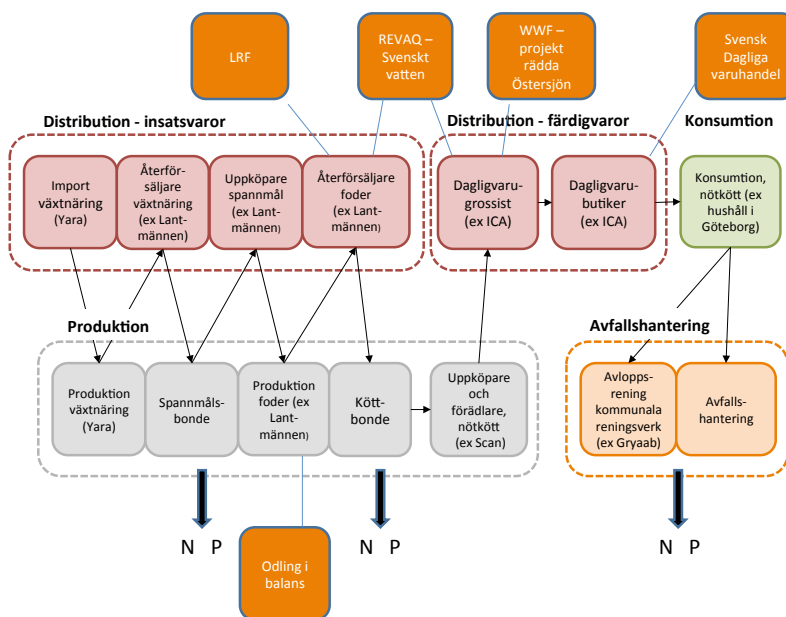 LRF
REVAQ –
Svenskt
vatten
WWF –
projekt
rädda
Östersjön
Svensk
Dagliga
varuhandel
Distribution - insatsvaror
Distribution - färdigvaror
Konsumtion
Import
växtnäring
(Yara)
Återför-
säljare
växtnäring
(ex Lant-
männen)
Uppköpare
spannmål
(ex Lant-
männen)
Återförsäljare
foder
(ex Lant-
männen)
Dagligvaru-
grossist
(ex ICA)
Dagligvaru-
butiker
(ex ICA)
Konsumtion,
nötkött (ex
hushåll i
Göteborg)
Produktion
Avfallshantering
Produktion
växtnäring
(Yara)
Spannmåls-
bonde
Produktion
foder (ex
Lant-
männen)
Kött-
bonde
Uppköpare
och
förädlare,
nötkött
(ex Scan)
Avlopps-
rening
kommunala
reningsverk
(ex Gryaab)
Avfalls-
hantering
N P
N P
N P
Odling i
balans